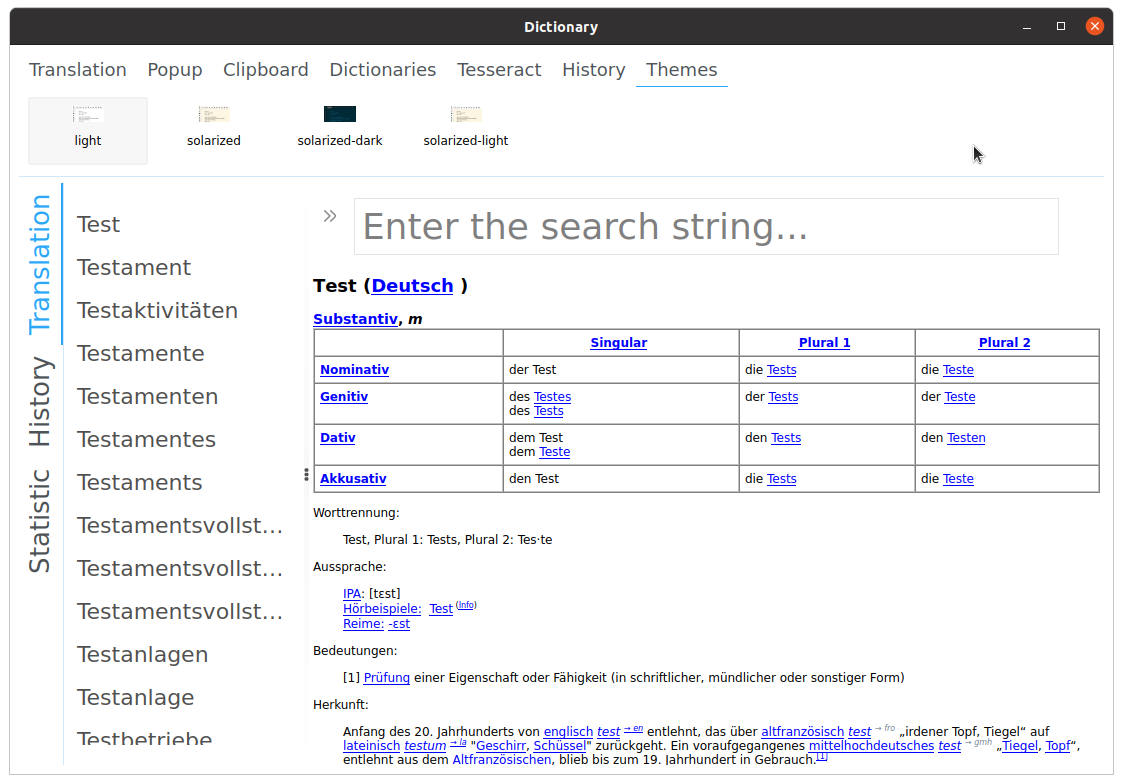 Dictionary
Translation Popup Clipboard Dictionaries Tesseract History Themes
light solarized solarized-dark solarized-light
Translation
History
Statistic
Test
Testament
Testaktivitäten
Testamente
Testamenten
Testamentes
Testaments
Testamentsvollst...
Testamentsvollst...
Testamentsvollst...
Testanlagen
Testanlage
Testbetriebe
» Enter the search string...
Test (Deutsch )
Substantiv, m
Singular Plural 1 Plural 2
Nominativ der Test die Tests die Teste
Genitiv des Testes der Tests der Teste
des Tests
Dativ dem Test den Tests den Testen
dem Teste
Akkusativ den Test die Tests die Teste
Worttrennung:
Test, Plural 1: Tests, Plural 2: Tes·te
Aussprache:
IPA: [tɛst]
Hörbeispiele: Test (Info)
Reime: -ɛst
Bedeutungen:
[1] Prüfung einer Eigenschaft oder Fähigkeit (in schriftlicher, mündlicher oder sonstiger Form)
Herkunft:
Anfang des 20. Jahrhunderts von englisch test → en entlehnt, das über altfranzösisch test → fro „irdener Topf, Tiegel“ auf
lateinisch testum → la "Geschirr, Schüssel" zurückgeht. Ein voraufgegangenes mittelhochdeutsches test → gmh „Tiegel, Topf“,
entlehnt aus dem Altfranzösischen, blieb bis zum 19. Jahrhundert in Gebrauch.[1]